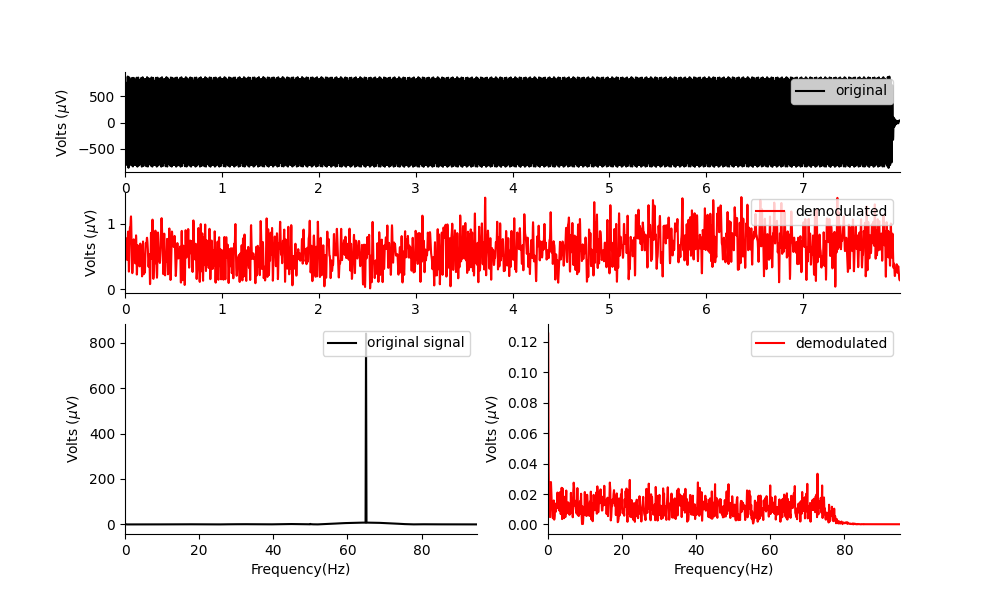 Volts (μV)
500
0
−500
original
0 1 2 3 4 5 6 7
Volts (μV)
1
0
demodulated
0 1 2 3 4 5 6 7
Volts (μV)
800
600
400
200
0
original signal
0 20 40 60 80
Frequency(Hz)
Volts (μV)
0.12
0.10
0.08
0.06
0.04
0.02
0.00
demodulated
0 20 40 60 80
Frequency(Hz)